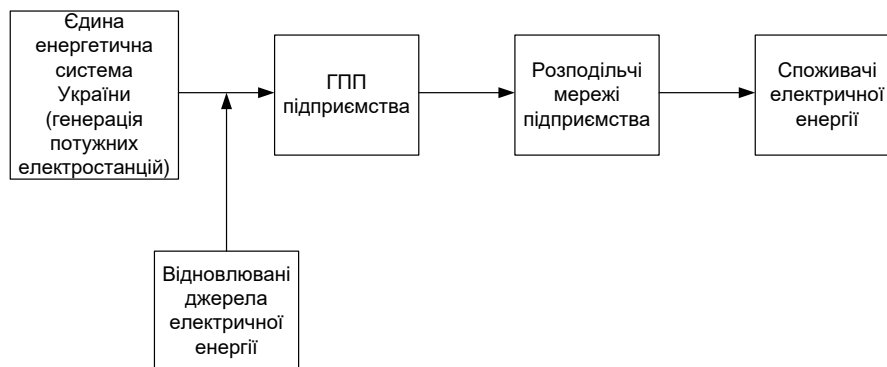 Єдина
енергетична
система
України
(генерація
потужних
електростанцій)
ГПП
підприємства
Розподільчі
мережі
підприємства
Споживачі
електричної
енергії
Відновлювані
джерела
електричної
енергії